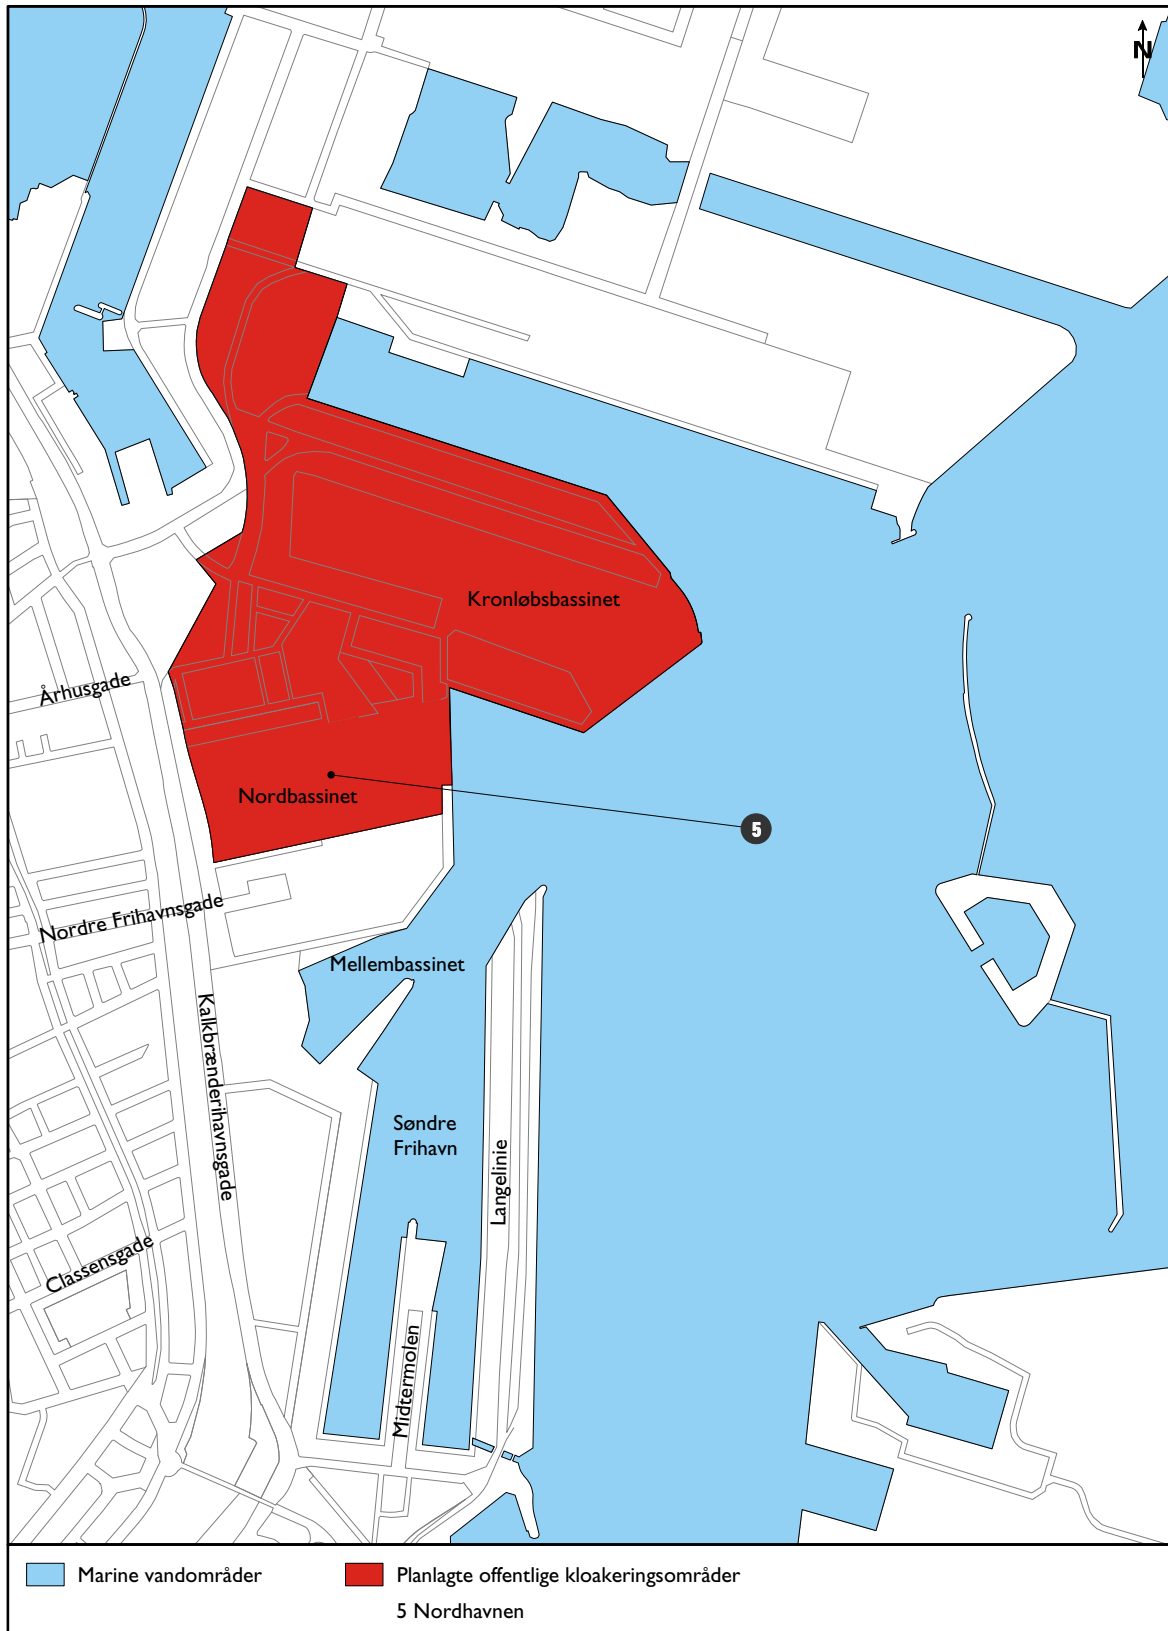 N
Kronløbsbassinet
Århusgade
Nordbassinet
5
Nordre Frihavnsgade
Mellembassinet
Kalkbrænderihavnsgade
Søndre
Frihavn
Langelinie
Classensgade
Midtermolen
Marine vandområder
Planlagte offentlige kloakeringsområder
5 Nordhavnen